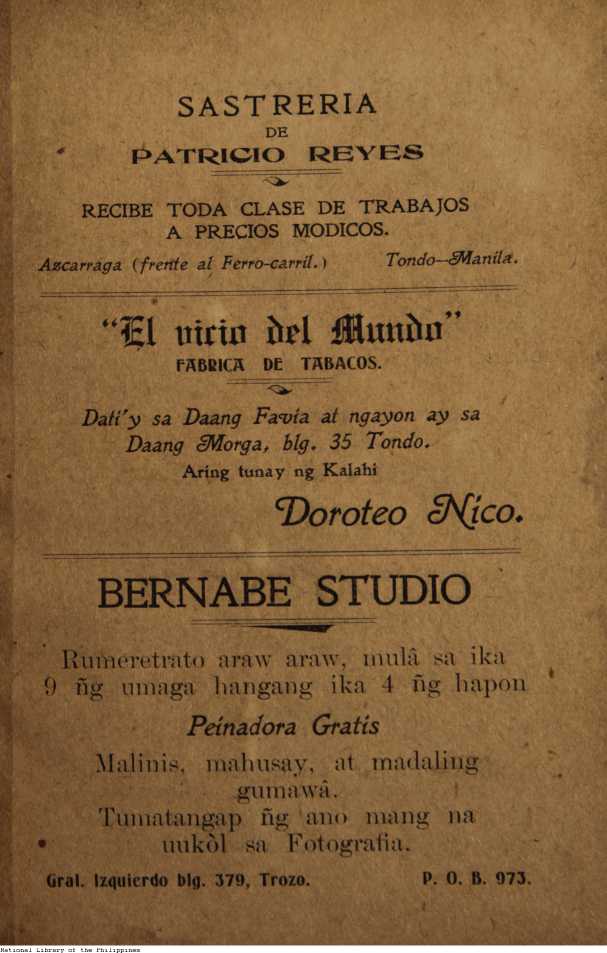 SASTRERIA
DE
PATRICIO REYES
RECIBE TODA CLASE DE TRABAJOS
A PRECIOS MODICOS.
Azcarraga (frente al Ferro-carril.) Tondo—Manila.
"El vicio del Mundo"
FABRICA DE TABACOS.
Dati'y sa Daang Favia at ngayon ay sa
Daang Morga, blg. 35 Tondo.
Aring tunay ng Kalahi
Doroteo Nico.
BERNABE STUDIO
Rumeretrato araw araw, mulâ sa ika
9 n͠g umaga hangang ika 4 n͠g hapon
Peinadora Gratis
Malinis, mahusay, at madaling
gumawâ.
Tumatangap n͠g ano mang na
uukòl sa Fotografia.
Gral. Izquierdo blg. 379, Trozo. P. O. B. 973.
National Library of the Philippines